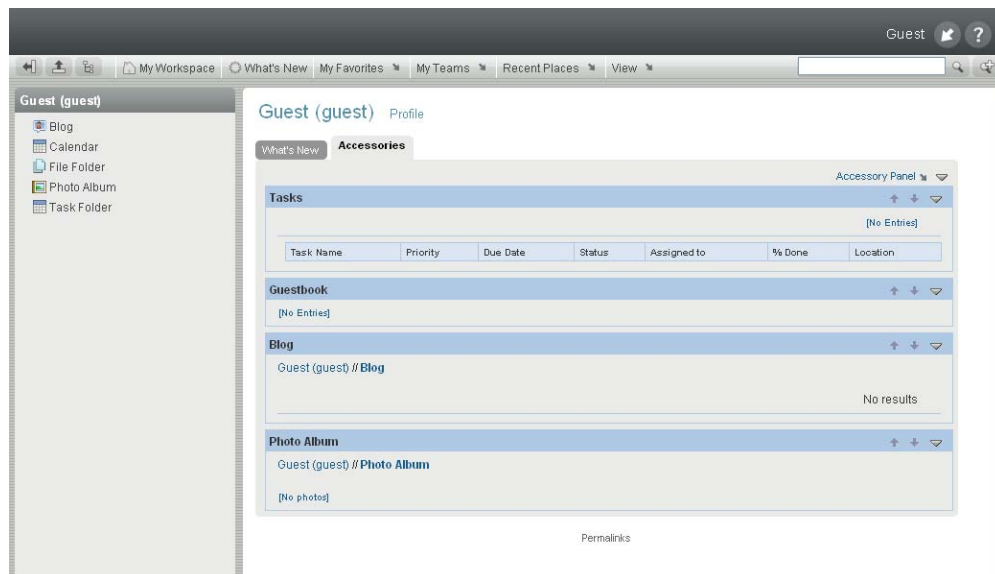 Guest ?
My Workspace What's New My Favorites My Teams Recent Places View
Guest (guest)
Blog
Calendar
File Folder
Photo Album
Task Folder
Guest (guest) Profile
What's New Accessories
Accessory Panel
Tasks
[No Entries]
Task Name Priority Due Date Status Assigned to % Done Location
Guestbook
[No Entries]
Blog
Guest (guest) // Blog
No results
Photo Album
Guest (guest) // Photo Album
[No photos]
Permalinks